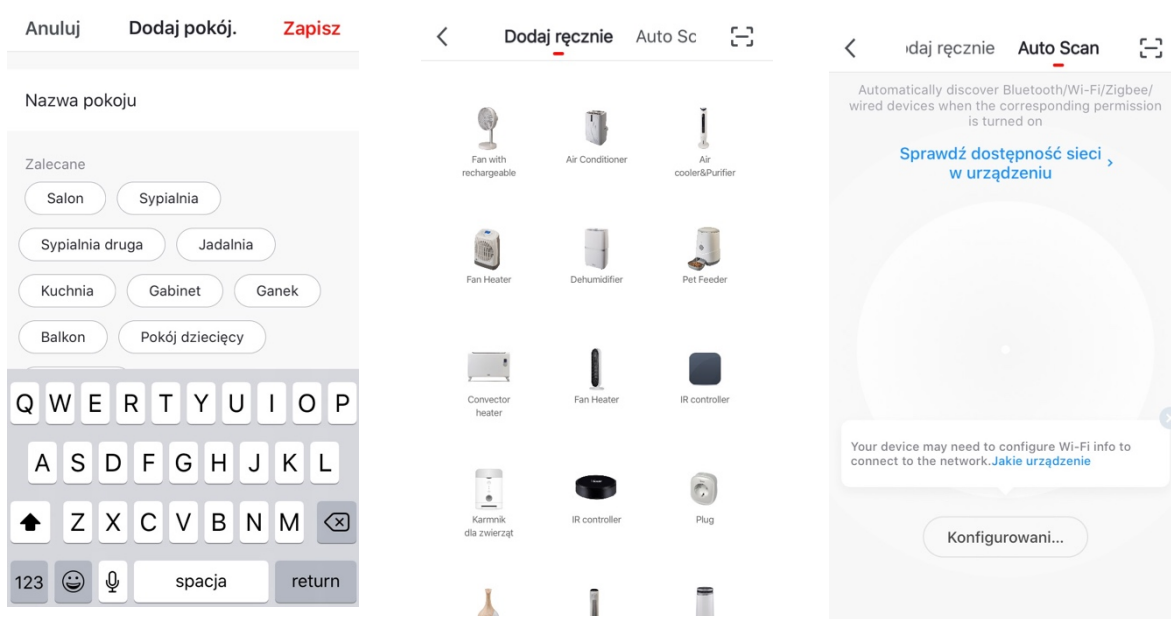 Anuluj Dodaj pokój. Zapisz
Nazwa pokoju
Zalecane
Salon Sypialnia
Sypialnia druga Jadalnia
Kuchnia Gabinet Ganek
Balkon Pokój dziecięcy
Q W E R T Y U I O P
A S D F G H J K L
Z X C V B N M
123 spacja return
Dodaj ręcznie Auto Sc
Fan with
rechargeable
Air Conditioner
Air
cooler&Purifier
Fan Heater
Dehumidifier
Pet Feeder
Convector
heater
Fan Heater
IR controller
Karmnik
dla zwierząt
IR controller
Plug
daj ręcznie Auto Scan
Automatically discover Bluetooth/Wi-Fi/Zigbee/
wired devices when the corresponding permission
is turned on
Sprawdź dostępność sieci
w urządzeniu
Your device may need to configure Wi-Fi info to
connect to the network.Jakie urządzenie
Konfigurowani...